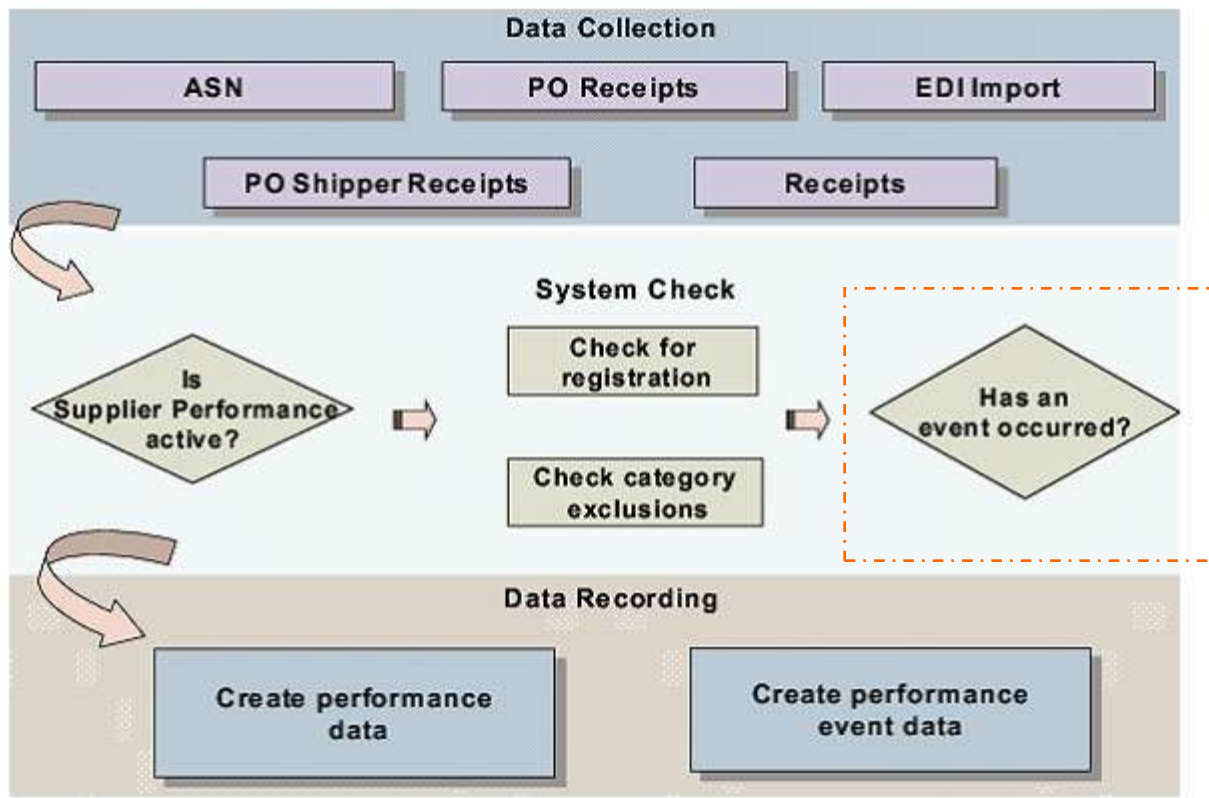 Data Collection
ASN
PO Receipts
EDI Import
PO Shipper Receipts
Receipts
System Check
Is
Supplier Performance
active?
Check for
registration
Check category
exclusions
Has an
event occurred?
Data Recording
Create performance
data
Create performance
event data